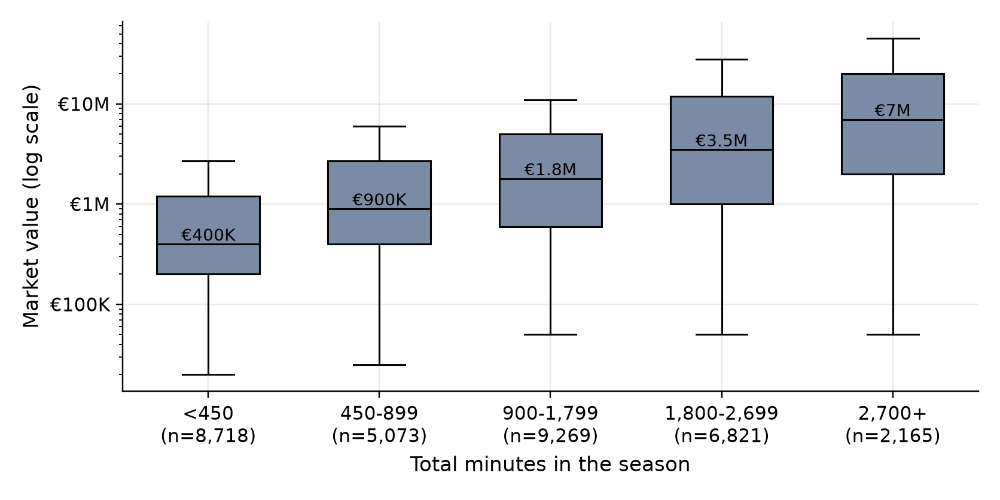 Market value (log scale)
€10M
€1M
€100K
€400K
€900K
€1.8M
€3.5M
€7M
<450
(n=8,718)
450-899
(n=5,073)
900-1,799
(n=9,269)
1,800-2,699
(n=6,821)
2,700+
(n=2,165)
Total minutes in the season